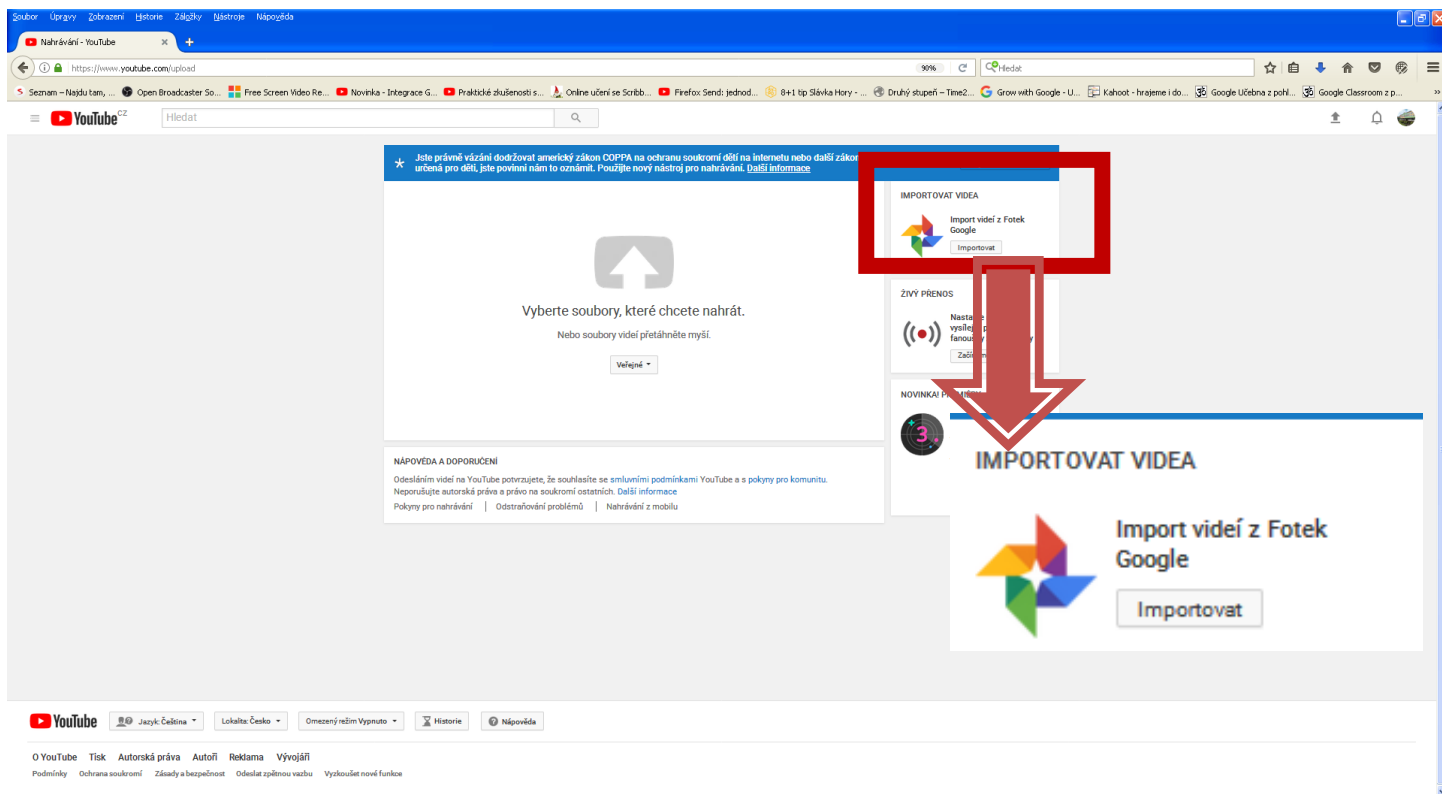 Soubor Úpravy Zobrazení Historie Záložky Nástroje Nápověda
Nahrávání - YouTube
https://www.youtube.com/upload
90%
Hledat
Seznam – Najdu tam, ... Open Broadcaster So... Free Screen Video Re... Novinka - Integrace G... Praktické zkušenosti s... Online učení se Scribb... Firefox Send: jednod... 8+1 tip Slávka Hory - ... Druhý stupeň – Time2... Grow with Google - U... Kahoot - hrajeme i do... Google Učebna z pohl... Google Classroom z p...
YouTube CZ
Hledat
Jste právně vázáni dodržovat americký zákon COPPA na ochranu soukromí dětí na internetu nebo další zákon
určená pro děti, jste povinni nám to oznámit. Použijte nový nástroj pro nahrávání. Další informace
Vyberte soubory, které chcete nahrát.
Nebo soubory videí přetáhněte myší.
Veřejné
IMPORTOVAT VIDEA
Import videí z Fotek
Google
Importovat
ŽIVÝ PŘENOS
NOVINKA!
3
IMPORTOVAT VIDEA
Import videí z Fotek
Google
Importovat
NÁPOVĚDA A DOPORUČENÍ
Odesláním videí na YouTube potvrzujete, že souhlasíte se smluvními podmínkami YouTube a s pokyny pro komunitu.
Neporušujte autorská práva a právo na soukromí ostatních. Další informace
Pokyny pro nahrávání | Odstraňování problémů | Nahrávání z mobilu
YouTube Jazyk: Čeština Lokalita: Česko Omezený režim Vypnuto Historie Nápověda
O YouTube Tisk Autorská práva Autoři Reklama Vývojáři
Podmínky Ochrana soukromí Zásady a bezpečnost Odeslat zpětnou vazbu Vyzkoušet nové funkce